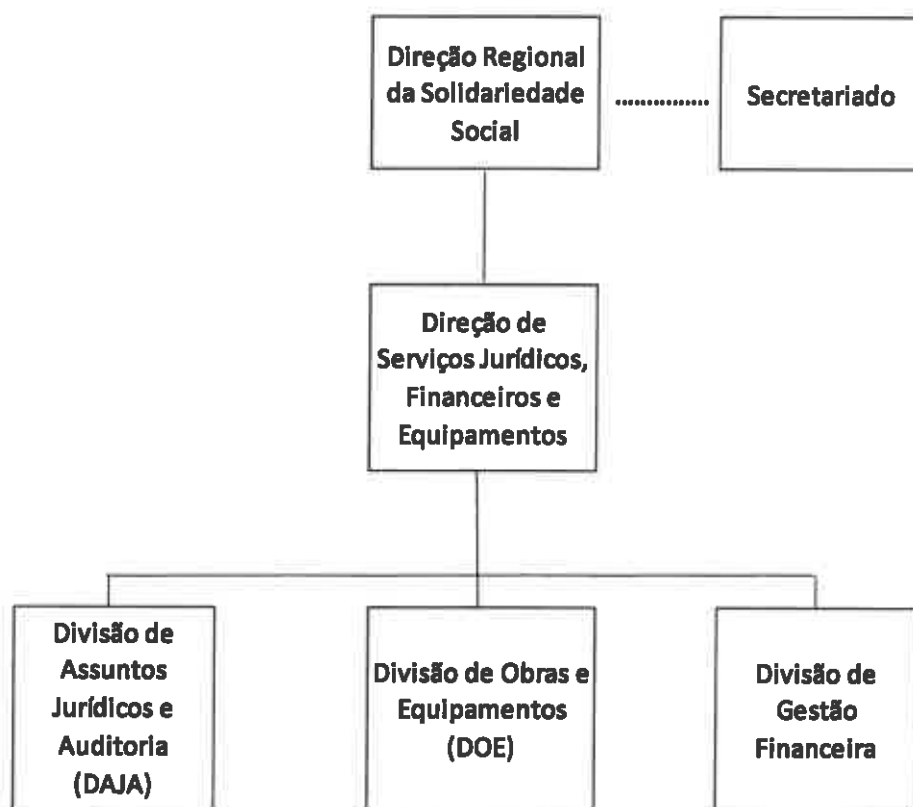 Direção Regional
da Solidariedade
Social
Secretariado
Direção de
Serviços Jurídicos,
Financeiros e
Equipamentos
Divisão de
Assuntos
Jurídicos e
Auditoria
(DAJA)
Divisão de Obras e
Equipamentos
(DOE)
Divisão de
Gestão
Financeira